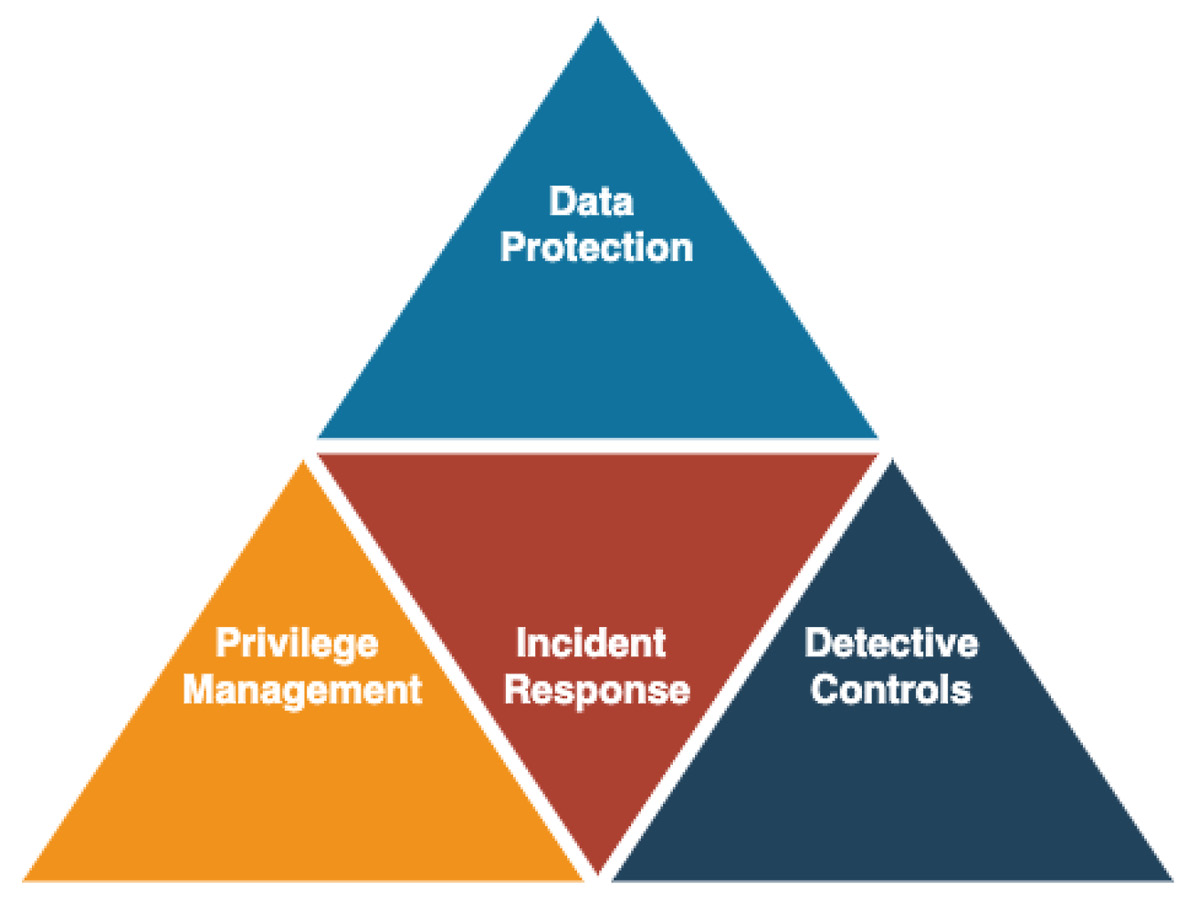 Data
Protection
Privilege
Management
Incident
Response
Detective
Controls